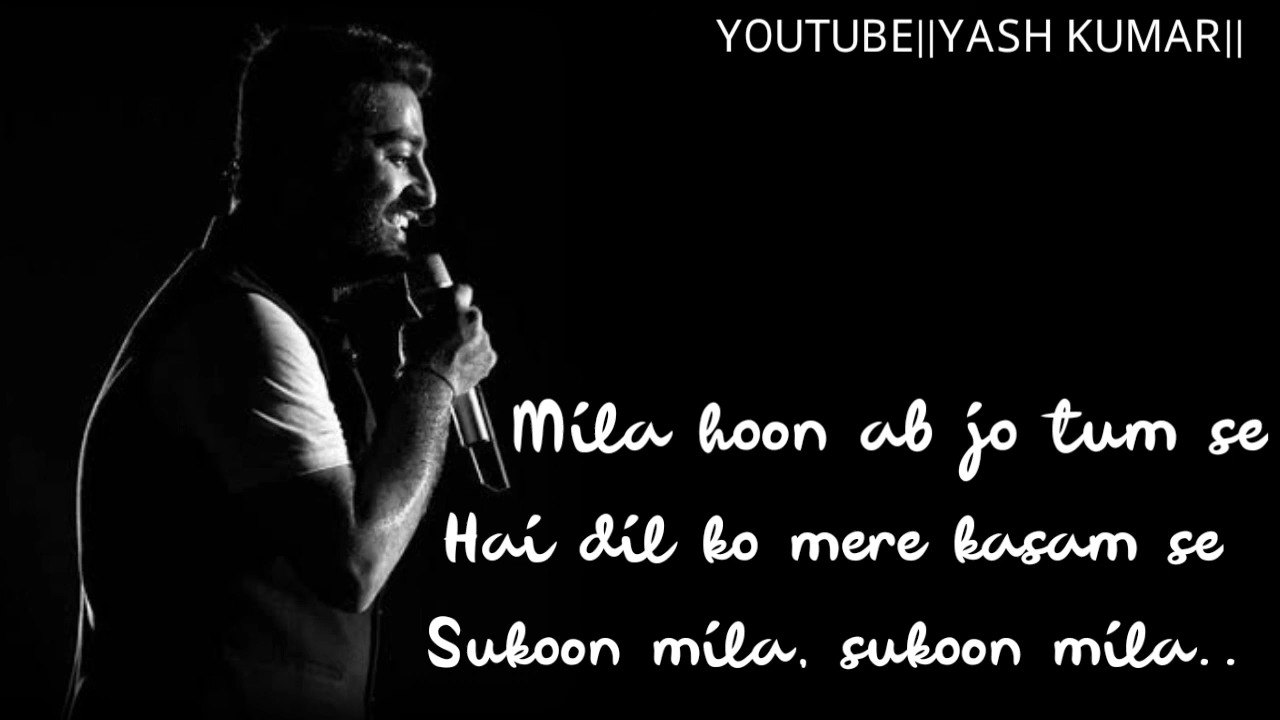 YOUTUBE||YASH KUMAR||
Mila hoon ab jo tum se
Hai dil ko mere kasam se
Sukoon mila, sukoon mila..